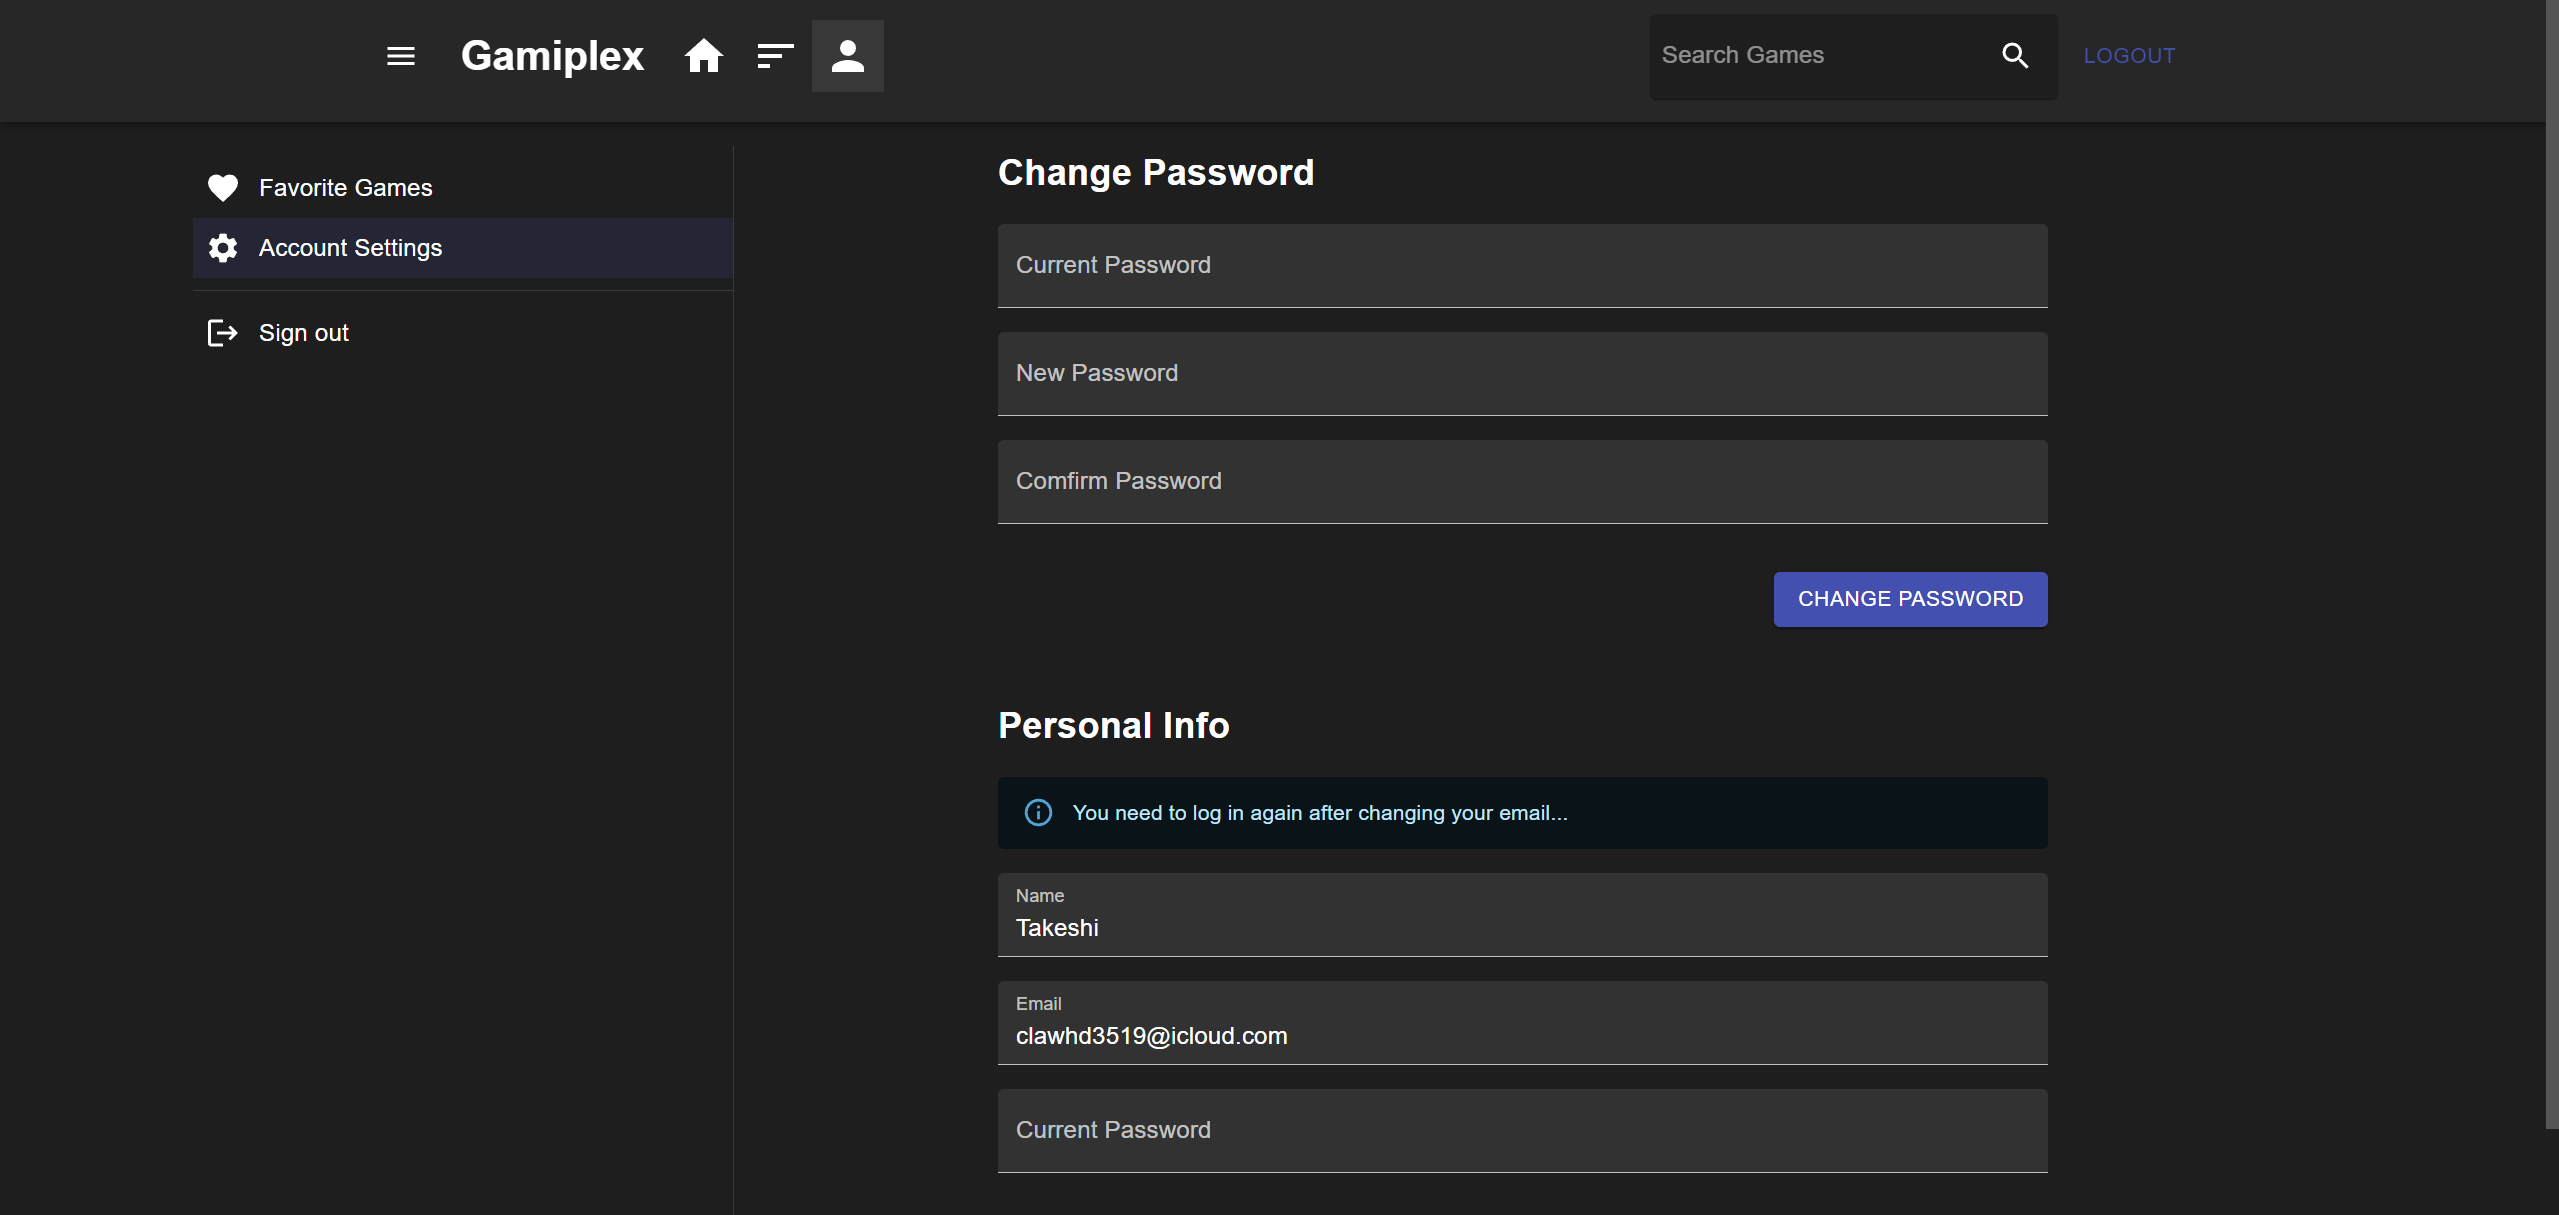 Gamiplex
Search Games
LOGOUT
Favorite Games
Account Settings
Sign out
Change Password
Current Password
New Password
Comfirm Password
CHANGE PASSWORD
Personal Info
You need to log in again after changing your email...
Name
Takeshi
Email
clawhd3519@icloud.com
Current Password